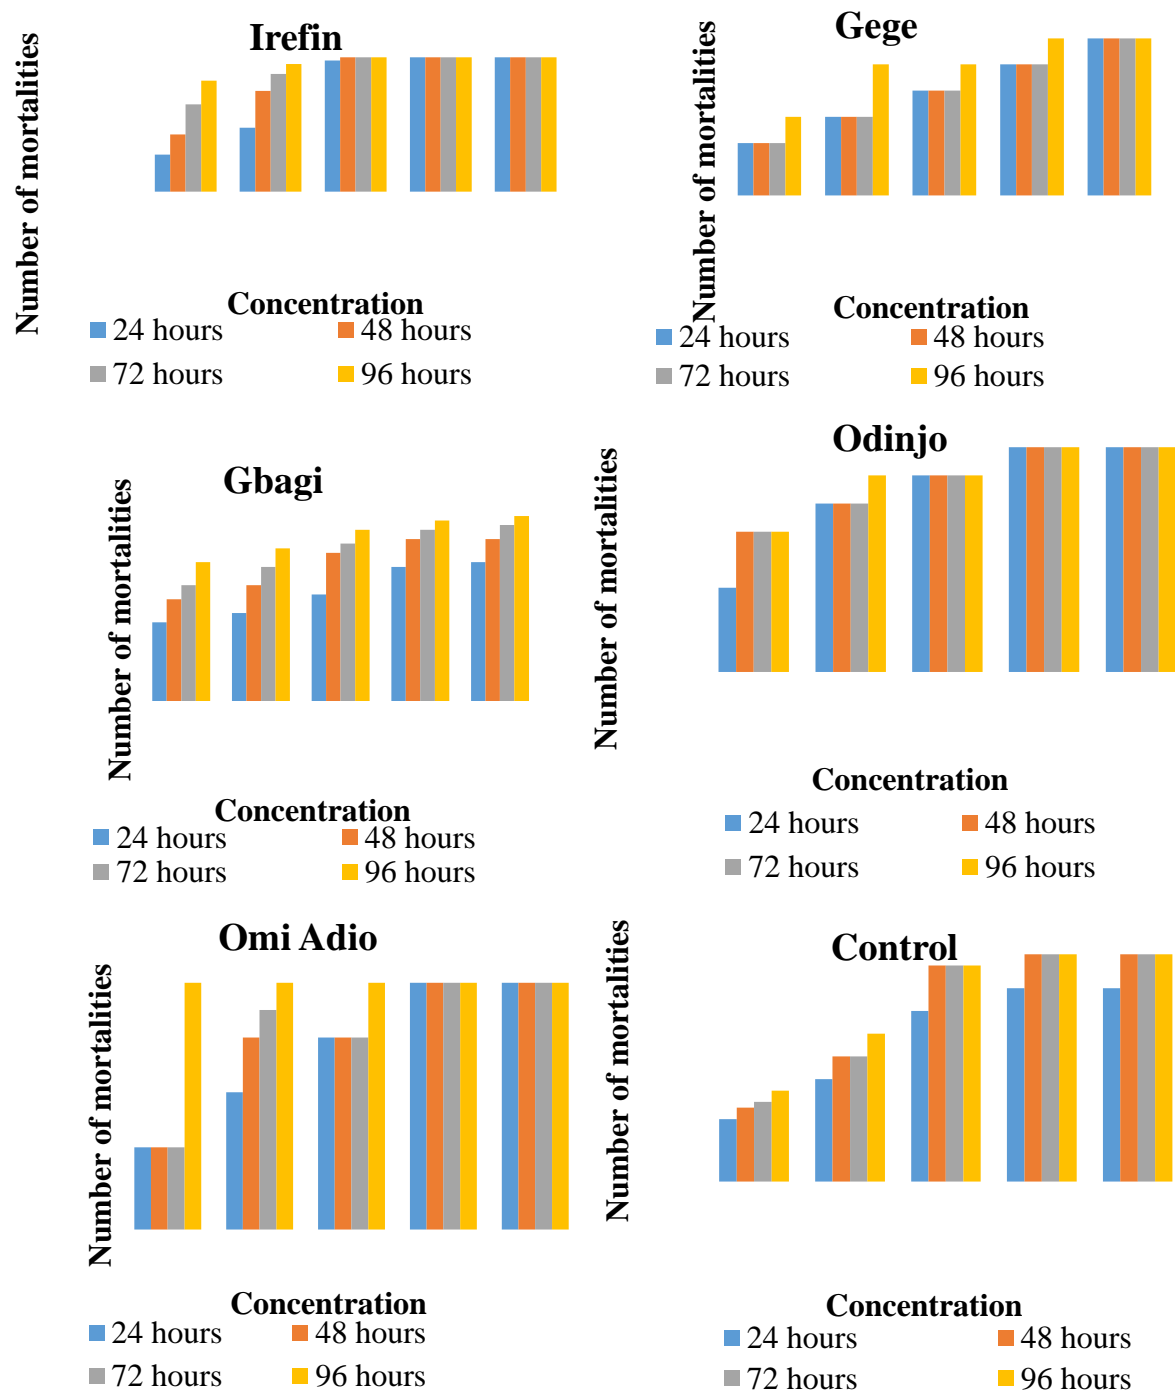 Irefin
Number of mortalities
Concentration
24 hours 48 hours
72 hours 96 hours
Gege
Number of mortalities
Concentration
24 hours 48 hours
72 hours 96 hours
Gbagi
Number of mortalities
Concentration
24 hours 48 hours
72 hours 96 hours
Odinjo
Number of mortalities
Concentration
24 hours 48 hours
72 hours 96 hours
Omi Adio
Number of mortalities
Concentration
24 hours 48 hours
72 hours 96 hours
Control
Number of mortalities
Concentration
24 hours 48 hours
72 hours 96 hours